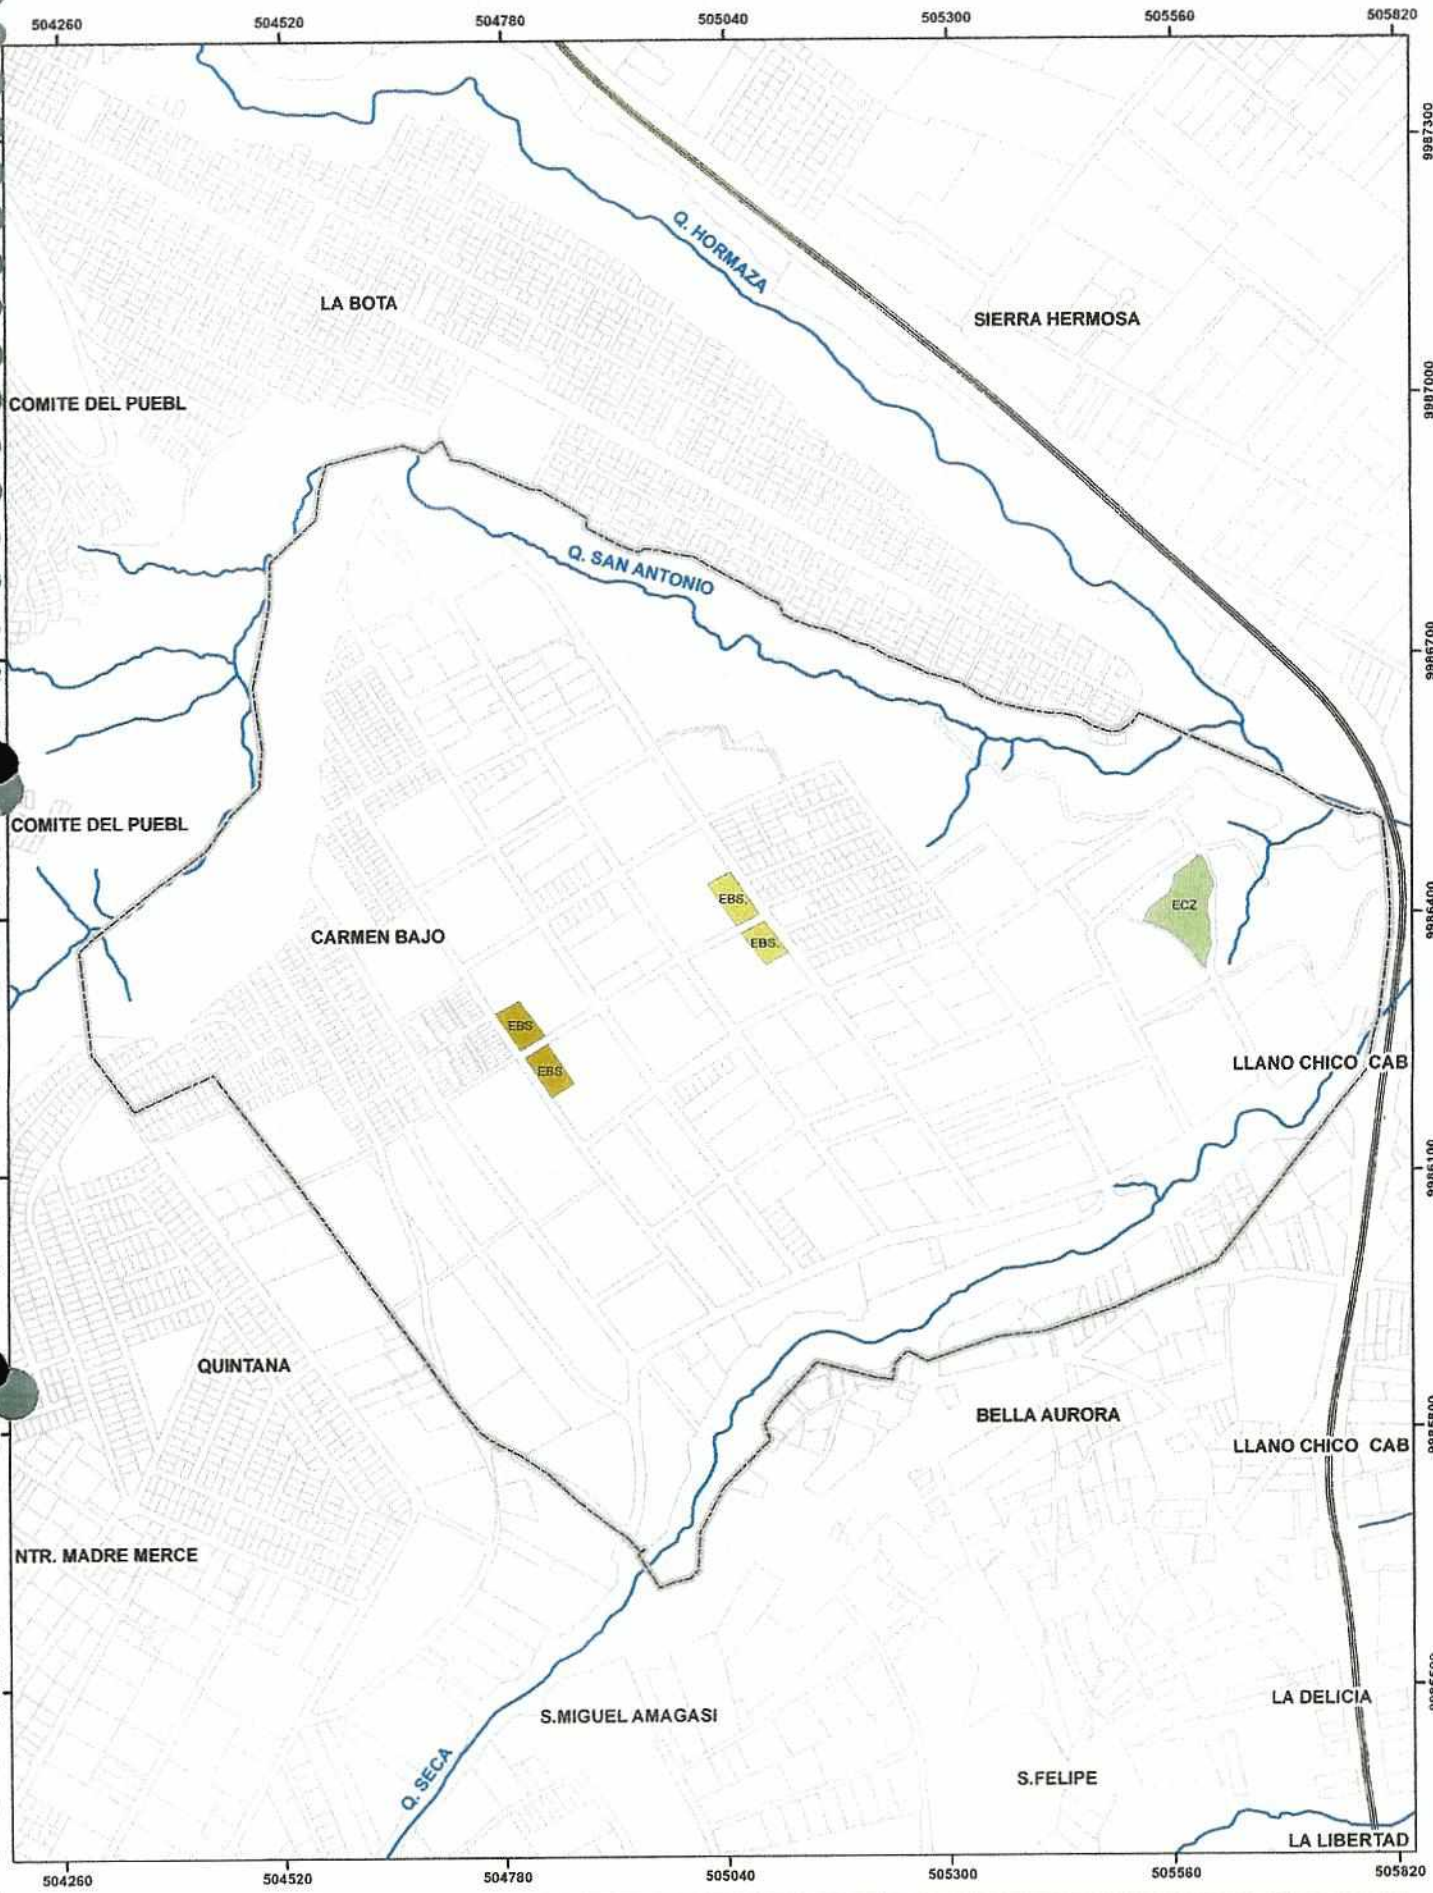 504260 504520 504780 505040 505300 505560 505820
9987300
Q. HORMAZA
LA BOTA
SIERRA HERMOSA
9987000
COMITE DEL PUEBL
Q. SAN ANTONIO
9986700
COMITE DEL PUEBL
EBS.
ECZ
9986400
CARMEN BAJO
EBS.
EBS
LLANO CHICO CAB
EBS
9986100
QUINTANA
BELLA AURORA
9985800
LLANO CHICO CAB
NTR. MADRE MERCE
LA DELICIA
S.MIGUEL AMAGASI
Q. SECA
S.FELIPE
LA LIBERTAD
504260 504520 504780 505040 505300 505560 505820